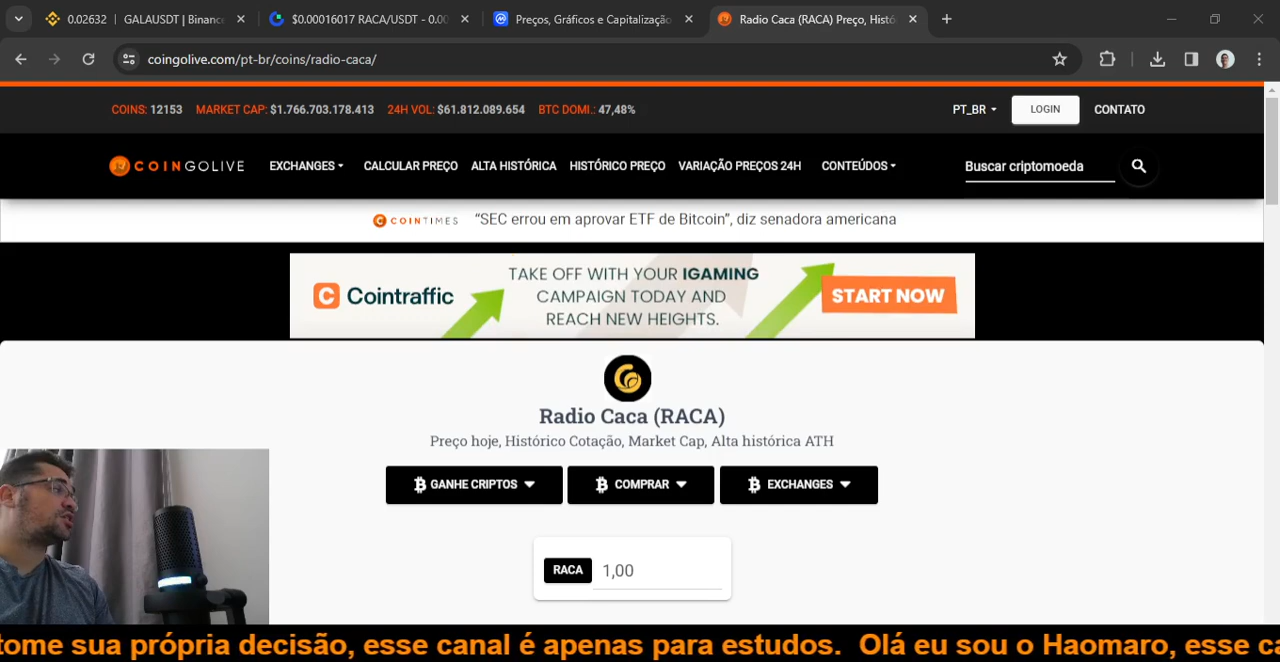 0.02632 | GALAUSDT | Binance
$0.00016017 RACA/USDT - 0.00
Preços, Gráficos e Capitalização
Radio Caca (RACA) Preço, Histó
coingolive.com/pt-br/coins/radio-caca/
COINS: 12153 MARKET CAP: $1.766.703.178.413 24H VOL: $61.812.089.654 BTC DOMI.: 47,48%
PT_BR LOGIN CONTATO
COINGOLIVE EXCHANGES CALCULAR PREÇO ALTA HISTÓRICA HISTÓRICO PREÇO VARIAÇÃO PREÇOS 24H CONTEÚDOS Buscar criptomoeda
COINTIMES “SEC errou em aprovar ETF de Bitcoin”, diz senadora americana
Cointraffic
TAKE OFF WITH YOUR IGAMING
CAMPAIGN TODAY AND
REACH NEW HEIGHTS.
START NOW
Radio Caca (RACA)
Preço hoje, Histórico Cotação, Market Cap, Alta histórica ATH
GANHE CRIPTOS COMPRAR EXCHANGES
RACA 1,00
tome sua própria decisão, esse canal é apenas para estudos. Olá eu sou o Haomaro, esse ca